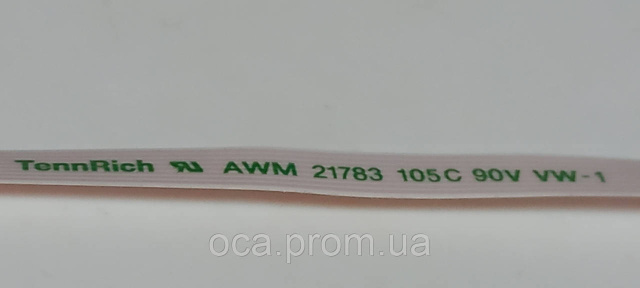 TennRich AWM 21783 105C 90V VW-1
oca.prom.ua